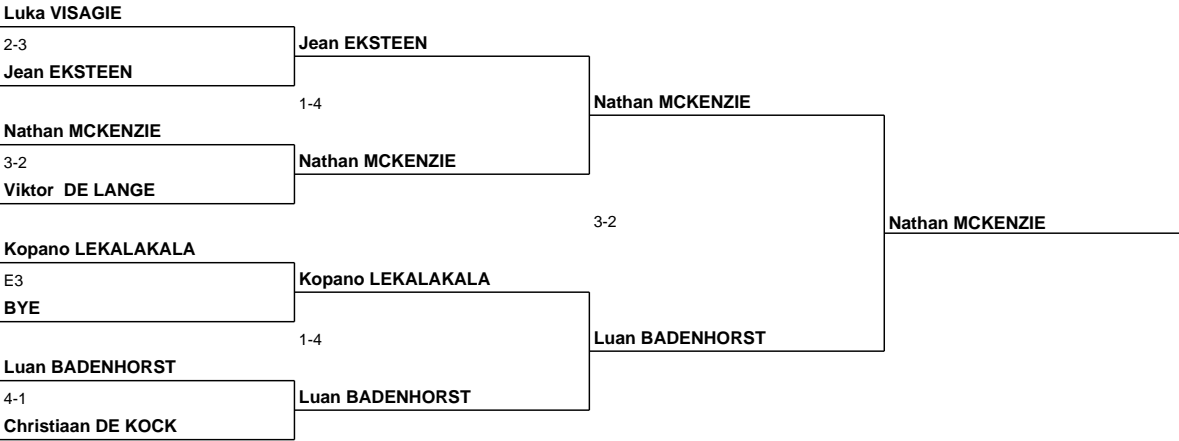 Luka VISAGIE
2-3
Jean EKSTEEN
Jean EKSTEEN
1-4
Nathan MCKENZIE
Nathan MCKENZIE
3-2
Nathan MCKENZIE
Viktor  DE LANGE
3-2
Nathan MCKENZIE
Kopano LEKALAKALA
E3
Kopano LEKALAKALA
BYE
1-4
Luan BADENHORST
Luan BADENHORST
4-1
Luan BADENHORST
Christiaan DE KOCK